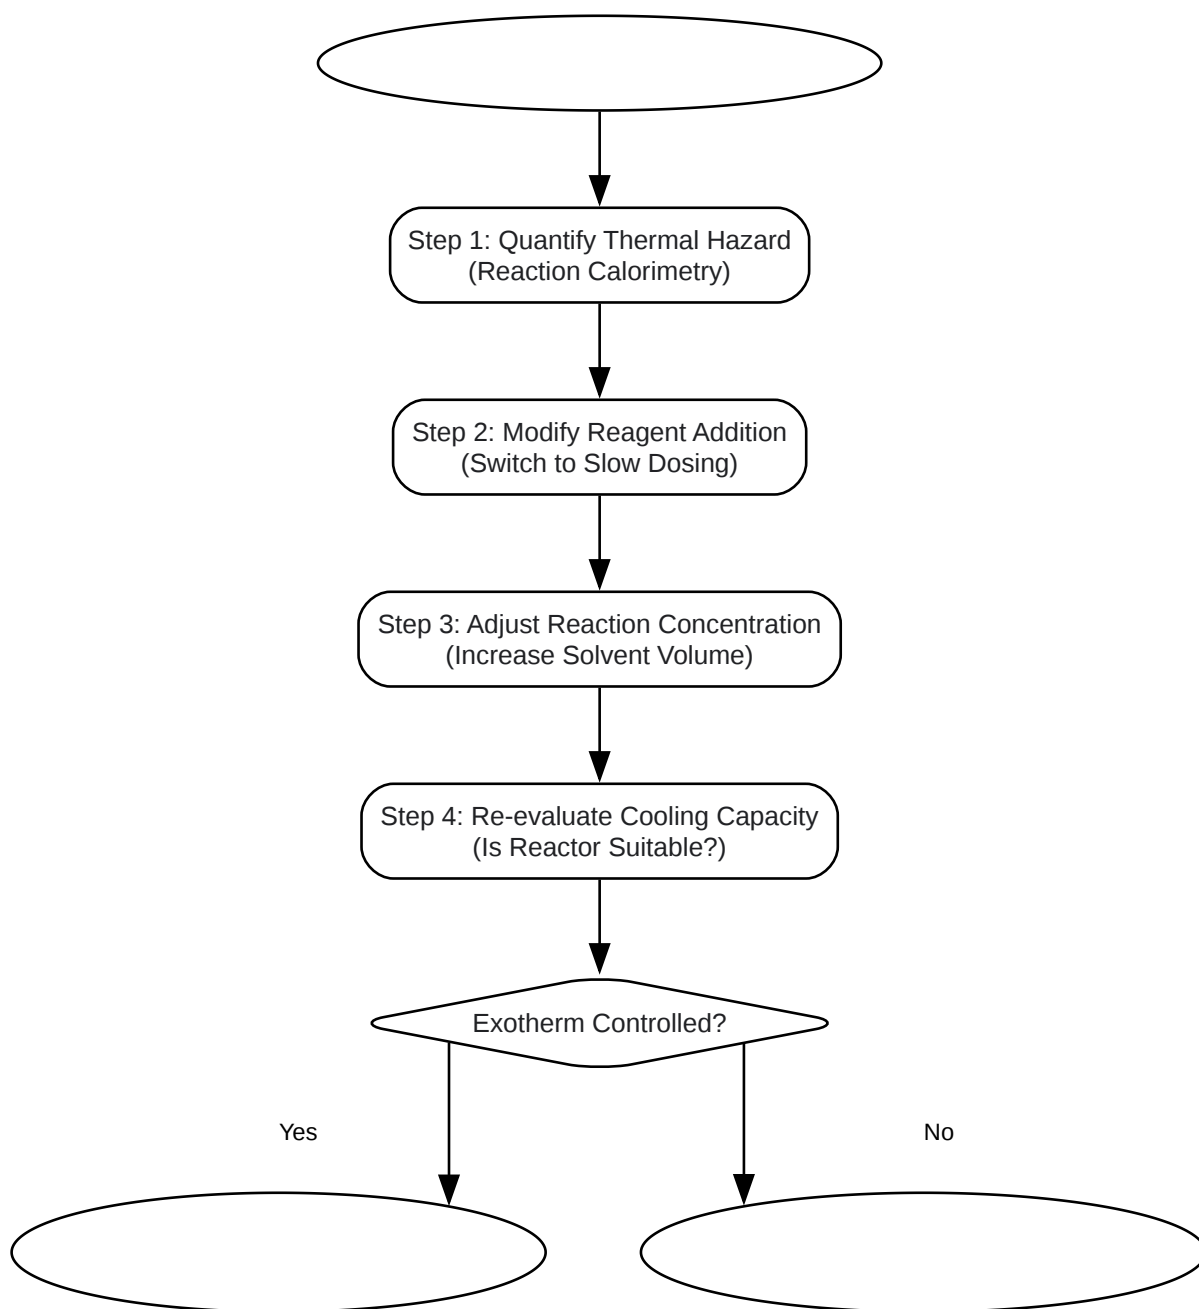 Step 1: Quantify Thermal Hazard
(Reaction Calorimetry)
Step 2: Modify Reagent Addition
(Switch to Slow Dosing)
Step 3: Adjust Reaction Concentration
(Increase Solvent Volume)
Step 4: Re-evaluate Cooling Capacity
(Is Reactor Suitable?)
Exotherm Controlled?
Yes
No